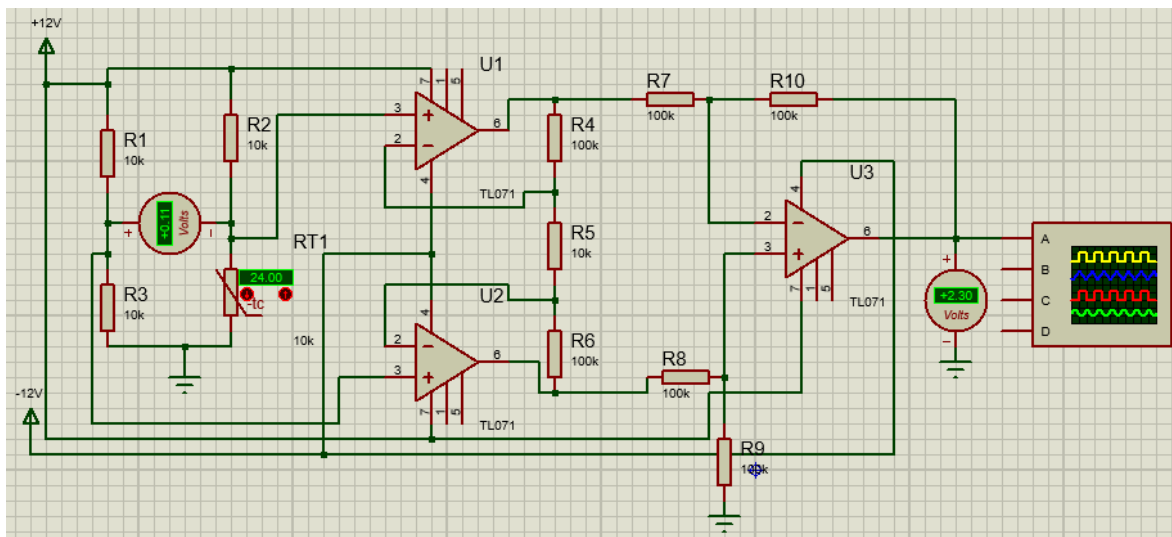 +12V
U1
R7
R10
7
1
5
100k
100k
R1
10k
R2
10k
3
+
2
−
6
4
R4
100k
TL071
U3
4
+0.11
Volts
+
−
R5
10k
2
−
3
+
6
7
1
5
TL071
A
B
C
D
RT1
24.00
-tc
10k
R3
10k
U2
4
2
−
3
+
6
7
1
5
TL071
R6
100k
R8
100k
+
+2.30
Volts
−
-12V
R9